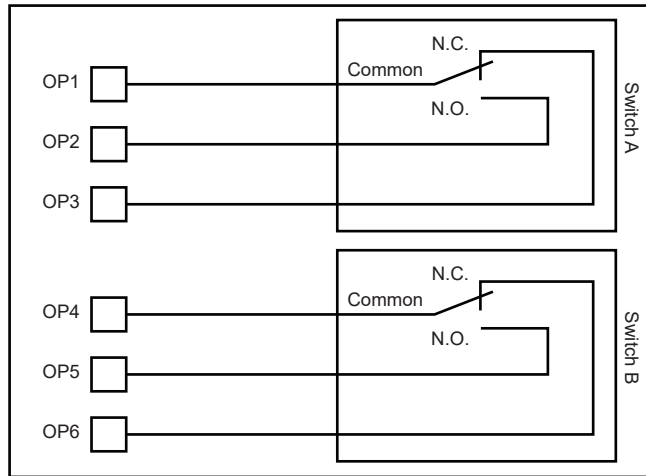 N.C.
OP1
Common
N.O.
OP2
OP3
Switch A
N.C.
OP4
Common
N.O.
OP5
OP6
Switch B